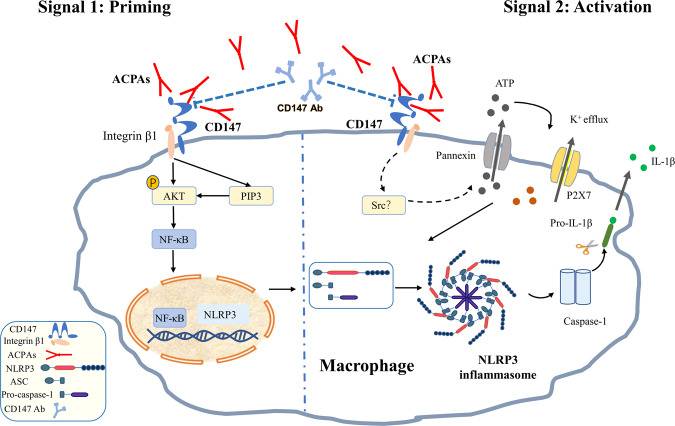 Signal 1: Priming
Signal 2: Activation
ACPAs
ACPAs
CD147 Ab
CD147
CD147
Integrin β1
ATP
K⁺ efflux
Pannexin
P2X7
IL-1β
Pro-IL-1β
P
AKT
PIP3
Src?
NF-κB
NF-κB
NLRP3
Caspase-1
Macrophage
NLRP3
inflammasome
CD147
Integrin β1
ACPAs
NLRP3
ASC
Pro-caspase-1
CD147 Ab